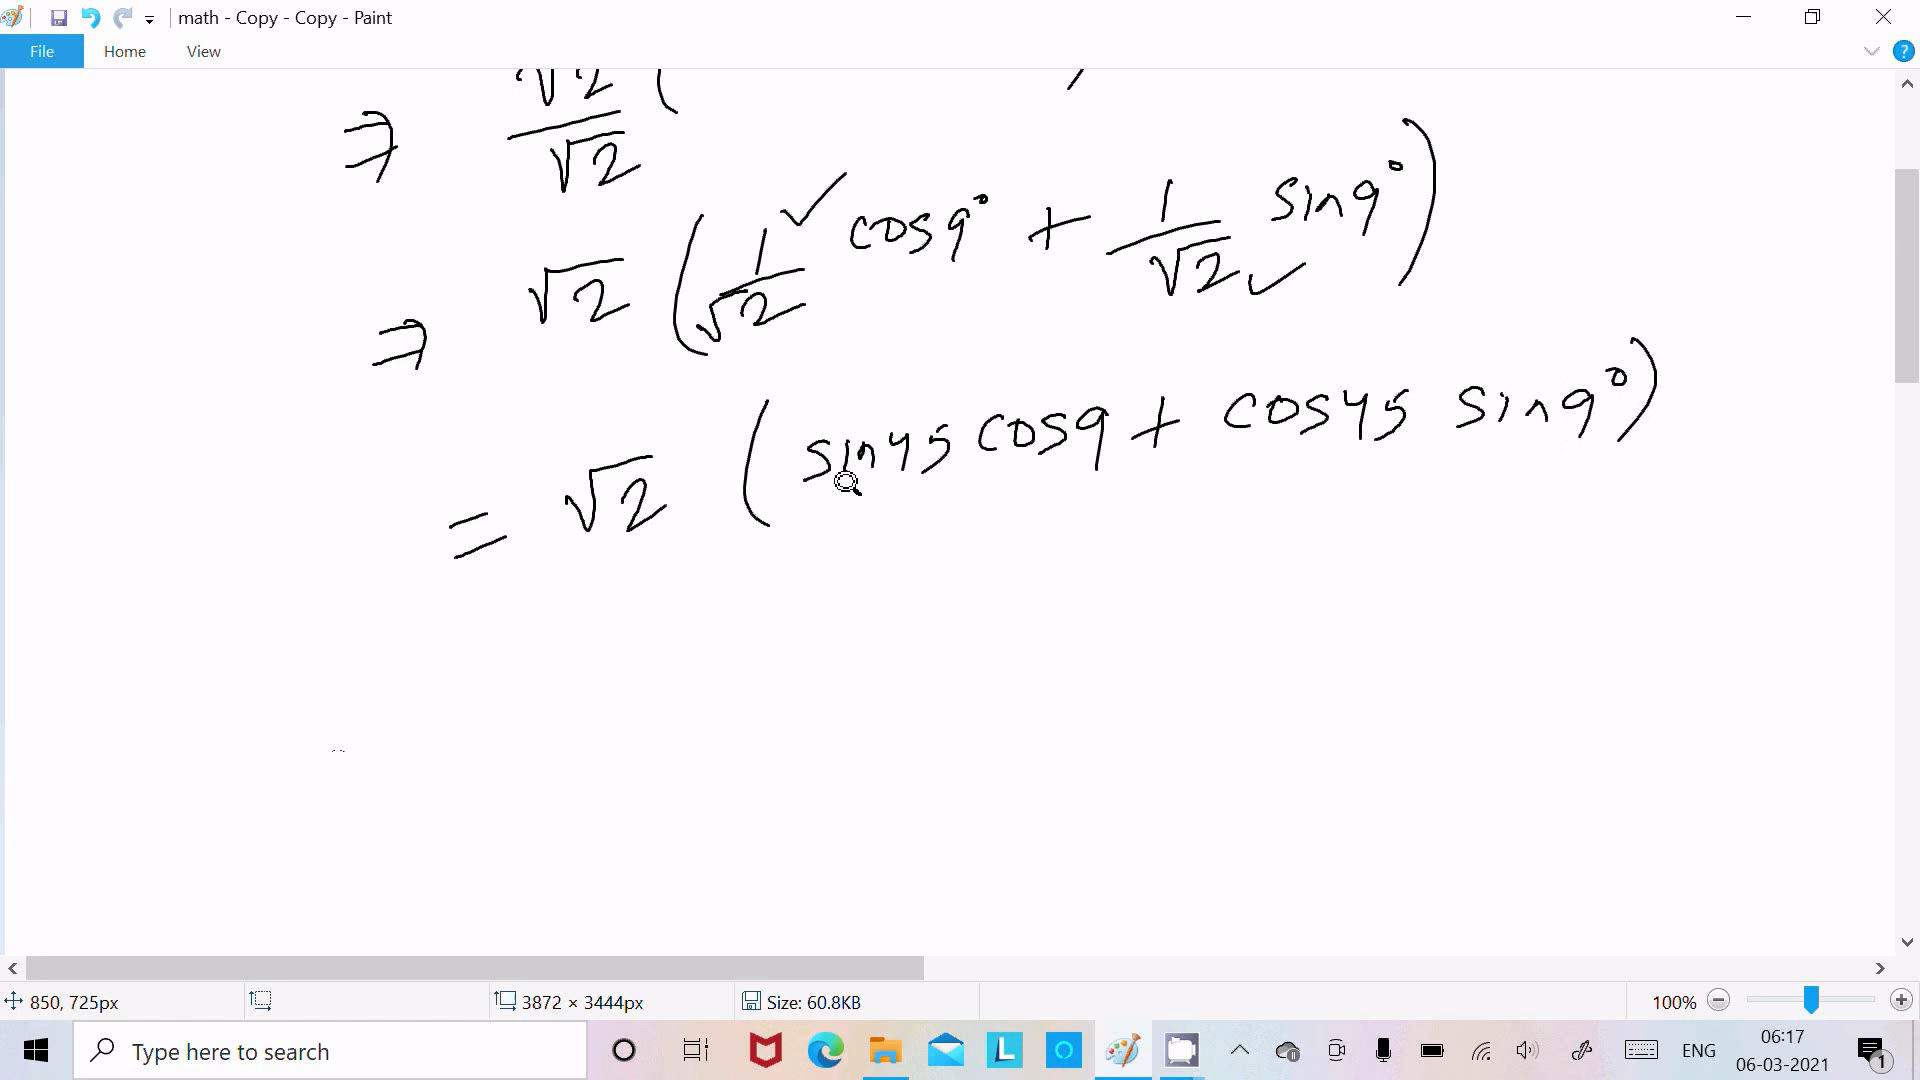 math - Copy - Copy - Paint
File Home View
⇒ √2/√2 (
⇒ √2 (1/√2 cos9° + 1/√2 sin9°)
= √2 (sin45 cos9 + cos45 sin9°)
850, 725px 3872 × 3444px Size: 60.8KB 100%
Type here to search
L
ENG
06:17
06-03-2021
1